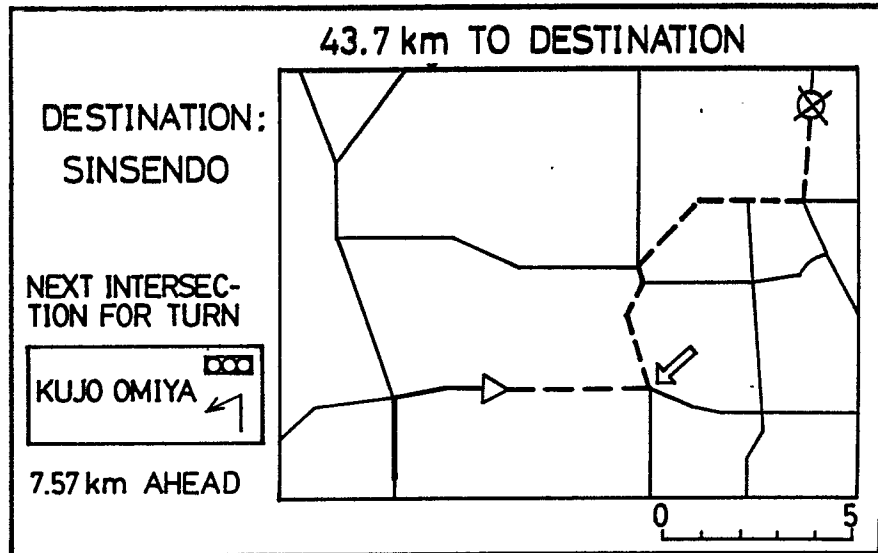 43.7 km TO DESTINATION
DESTINATION:
SINSENDO
NEXT INTERSEC-
TION FOR TURN
KUJO OMIYA
7.57 km AHEAD
0 5